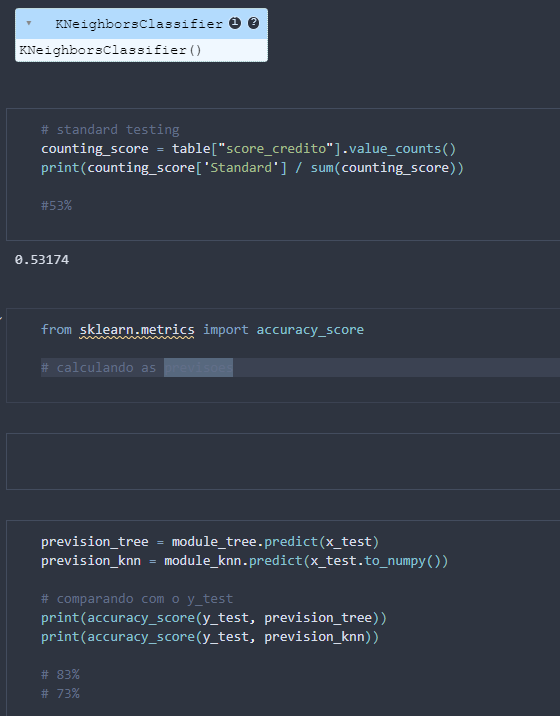 KNeighborsClassifier i ?
KNeighborsClassifier()
# standard testing
counting_score = table["score_credito"].value_counts()
print(counting_score['Standard'] / sum(counting_score))
#53%
0.53174
from sklearn.metrics import accuracy_score
# calculando as previsoes
prevision_tree = module_tree.predict(x_test)
prevision_knn = module_knn.predict(x_test.to_numpy())
# comparando com o y_test
print(accuracy_score(y_test, prevision_tree))
print(accuracy_score(y_test, prevision_knn))
# 83%
# 73%